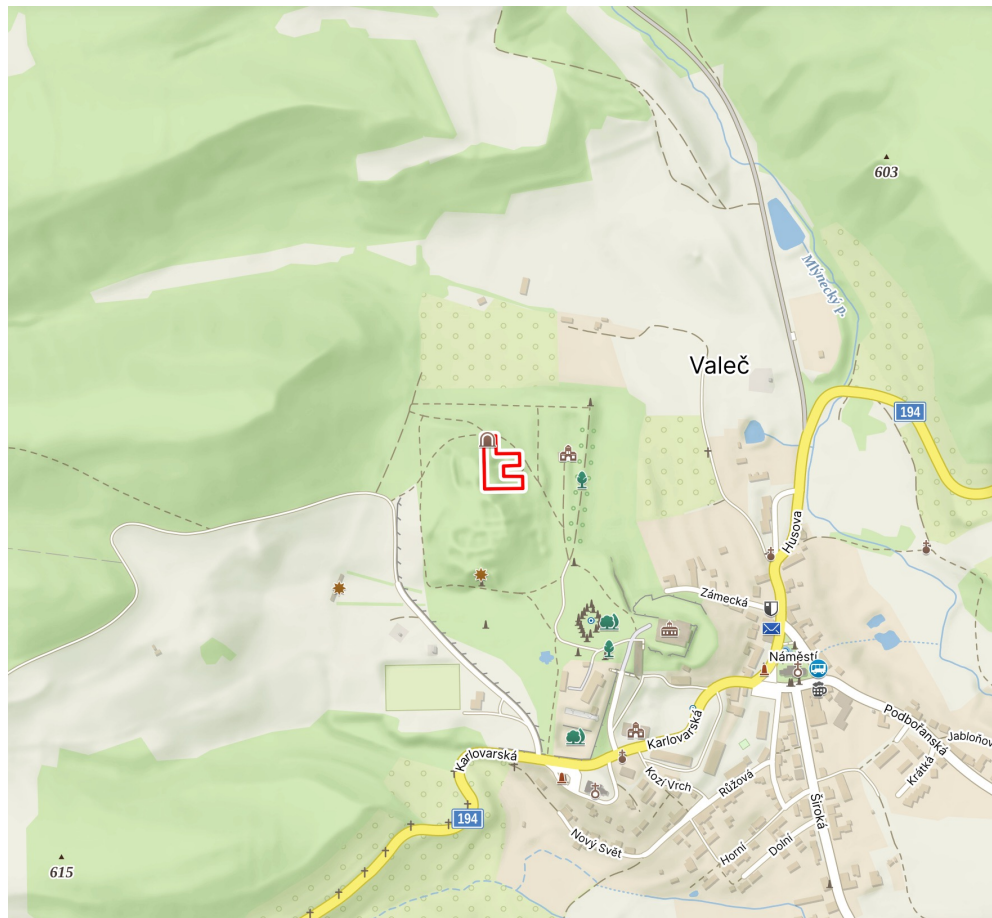 603
Mlýnecký p.
Valeč
194
Husova
Zámecká
Náměstí
Podbořanská
Jabloňov
Krátká
Karlovarská
Karlovarská
Kozí Vrch
Růžová
Široká
194
Nový Svět
Horní
Dolní
615